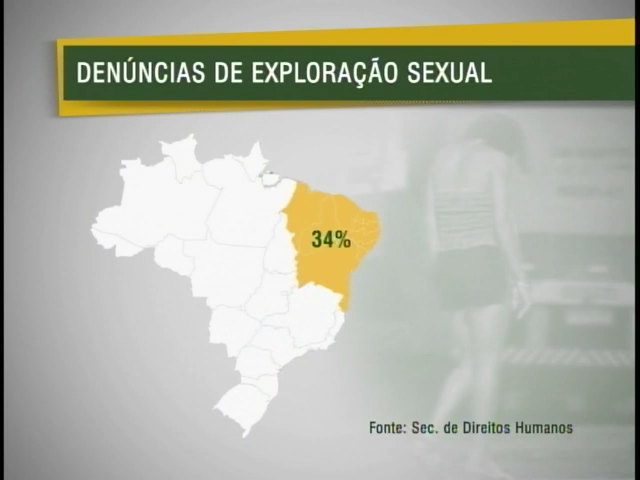 DENÚNCIAS DE EXPLORAÇÃO SEXUAL
34%
Fonte: Sec. de Direitos Humanos